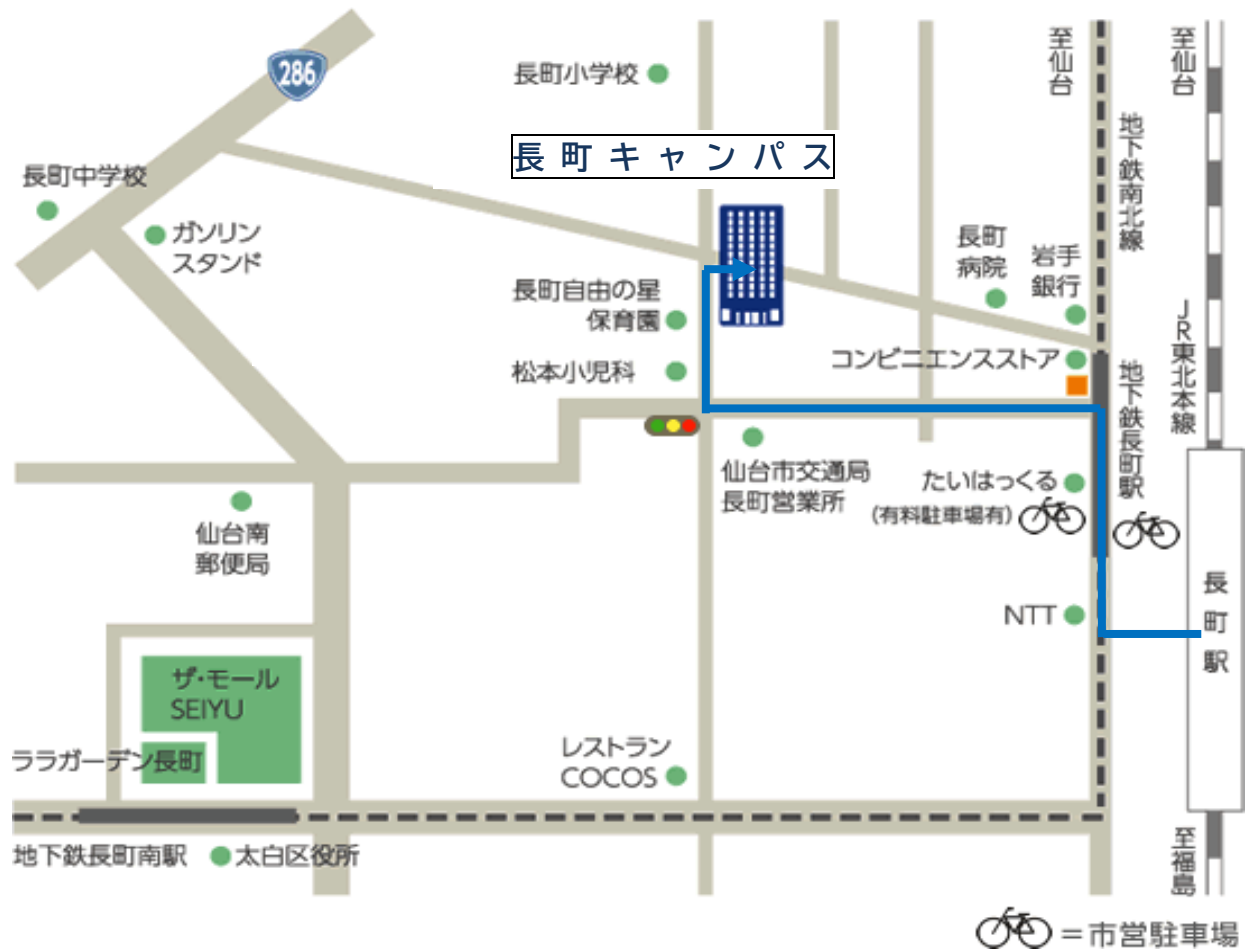 286
長町小学校
至仙台
至仙台
長町キャンパス
地下鉄南北線
長町中学校
ガソリン
スタンド
長町
病院
岩手
銀行
長町自由の星
保育園
JR東北本線
コンビニエンスストア
松本小児科
地下鉄長町駅
仙台市交通局
長町営業所
たいはっくる
(有料駐車場有)
仙台南
郵便局
長町駅
NTT
ザ・モール
SEIYU
ララガーデン長町
レストラン
COCOS
地下鉄長町南駅
太白区役所
至福島
=市営駐車場